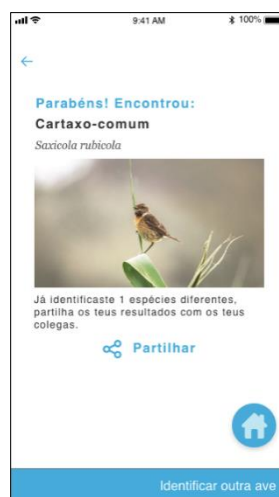 9:41 AM
100%
Parabéns! Encontrou:
Cartaxo-comum
Saxicola rubicola
Já identificaste 1 espécies diferentes,
partilha os teus resultados com os teus
colegas.
Partilhar
Identificar outra ave